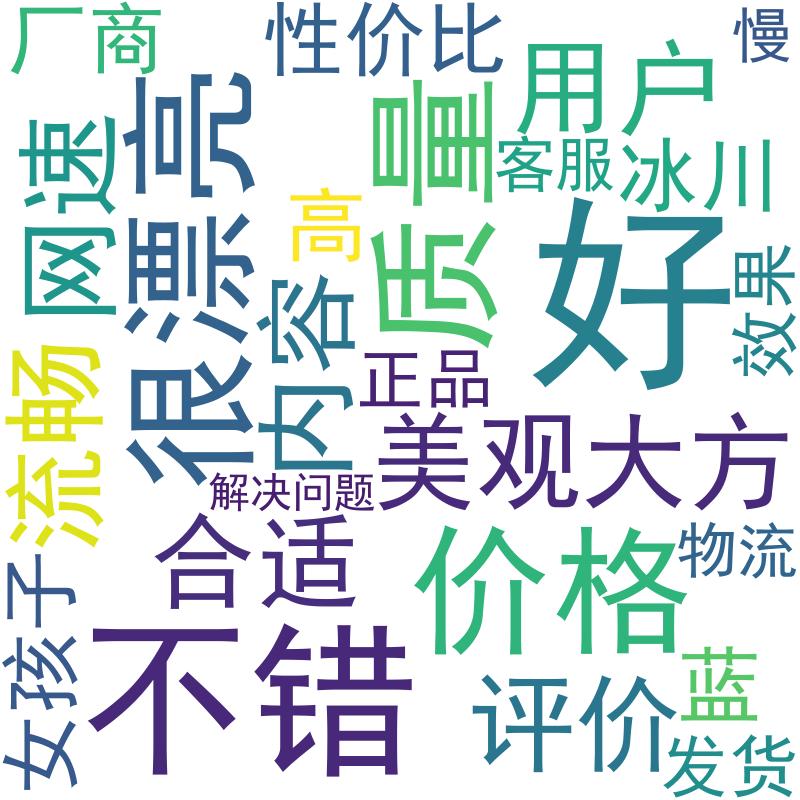 厂商
性价比
慢
用户
质量
很漂亮
网速
客服
冰川
高
好
效果
内容
流畅
正品
美观大方
解决问题
合适
价格
物流
女孩子
不错
评价
蓝
发货